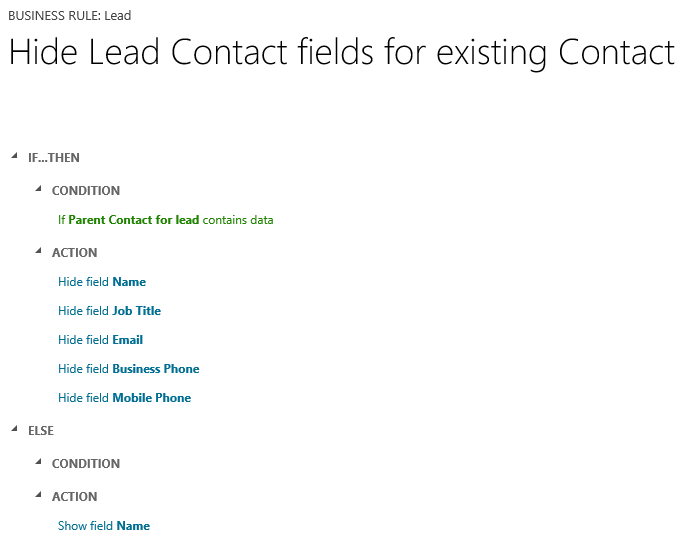 BUSINESS RULE: Lead
Hide Lead Contact fields for existing Contact
IF...THEN
CONDITION
If Parent Contact for lead contains data
ACTION
Hide field Name
Hide field Job Title
Hide field Email
Hide field Business Phone
Hide field Mobile Phone
ELSE
CONDITION
ACTION
Show field Name